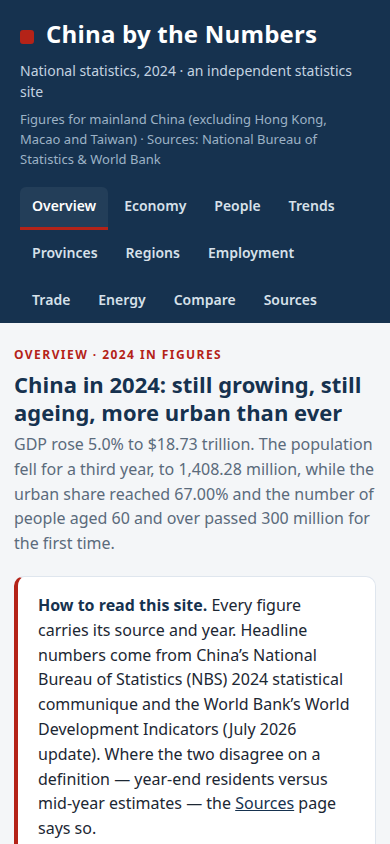 China by the Numbers
National statistics, 2024 · an independent statistics
site
Figures for mainland China (excluding Hong Kong,
Macao and Taiwan) · Sources: National Bureau of
Statistics & World Bank
Overview Economy People Trends
Provinces Regions Employment
Trade Energy Compare Sources
OVERVIEW · 2024 IN FIGURES
China in 2024: still growing, still
ageing, more urban than ever
GDP rose 5.0% to $18.73 trillion. The population
fell for a third year, to 1,408.28 million, while the
urban share reached 67.00% and the number of
people aged 60 and over passed 300 million for
the first time.
How to read this site. Every figure
carries its source and year. Headline
numbers come from China’s National
Bureau of Statistics (NBS) 2024 statistical
communique and the World Bank’s World
Development Indicators (July 2026
update). Where the two disagree on a
definition — year-end residents versus
mid-year estimates — the Sources page
says so.